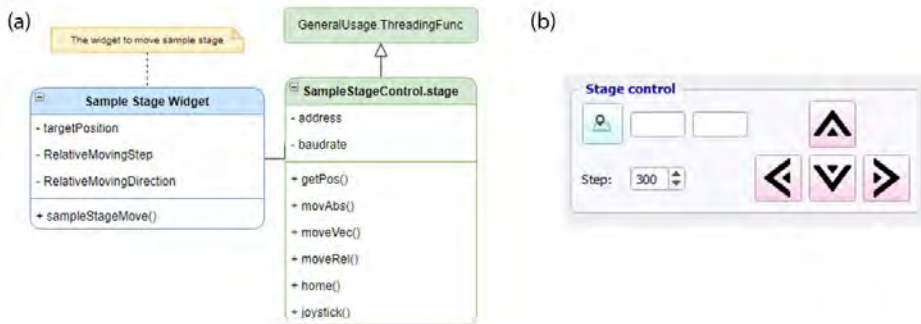 (a)
The widget to move sample stage
Sample Stage Widget
- targetPosition
- RelativeMovingStep
- RelativeMovingDirection
+ sampleStageMove()
GeneralUsage.ThreadingFunc
SampleStageControl.stage
- address
- baudrate
+ getPos()
+ movAbs()
+ moveVec()
+ moveRel()
+ home()
+ joystick()
(b)
Stage control
Step: 300